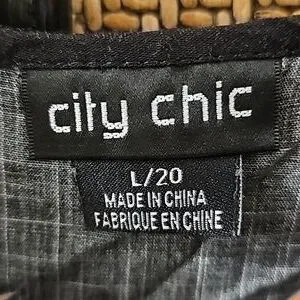 city chic
L/20
MADE IN CHINA
FABRIQUE EN CHINE